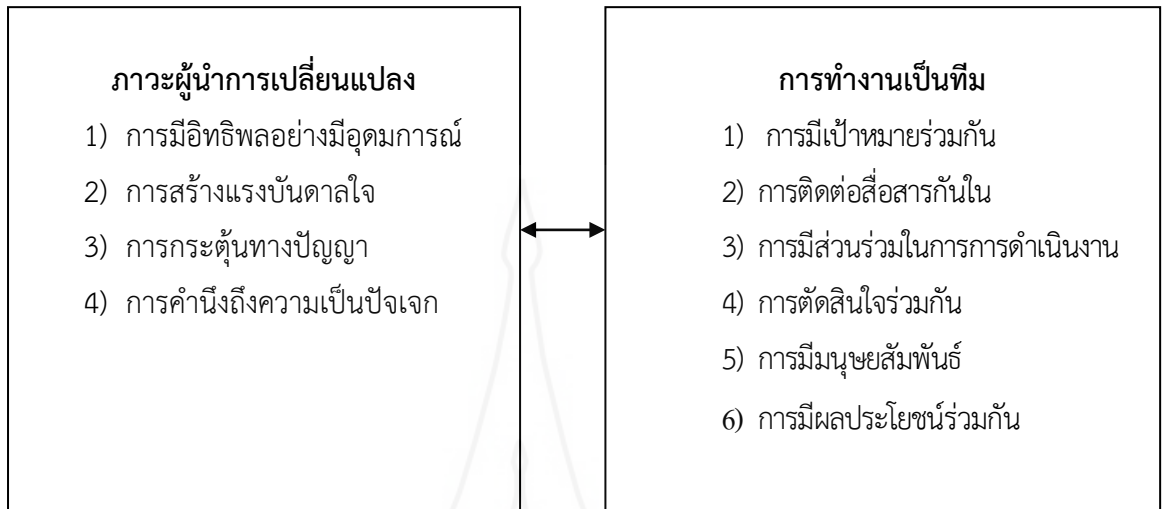 ภาวะผู้นำการเปลี่ยนแปลง
1) การมีอิทธิพลอย่างมีอุดมการณ์
2) การสร้างแรงบันดาลใจ
3) การกระตุ้นทางปัญญา
4) การคำนึงถึงความเป็นปัจเจก
การทำงานเป็นทีม
1) การมีเป้าหมายร่วมกัน
2) การติดต่อสื่อสารกันใน
3) การมีส่วนร่วมในการการดำเนินงาน
4) การตัดสินใจร่วมกัน
5) การมีมนุษยสัมพันธ์
6) การมีผลประโยชน์ร่วมกัน